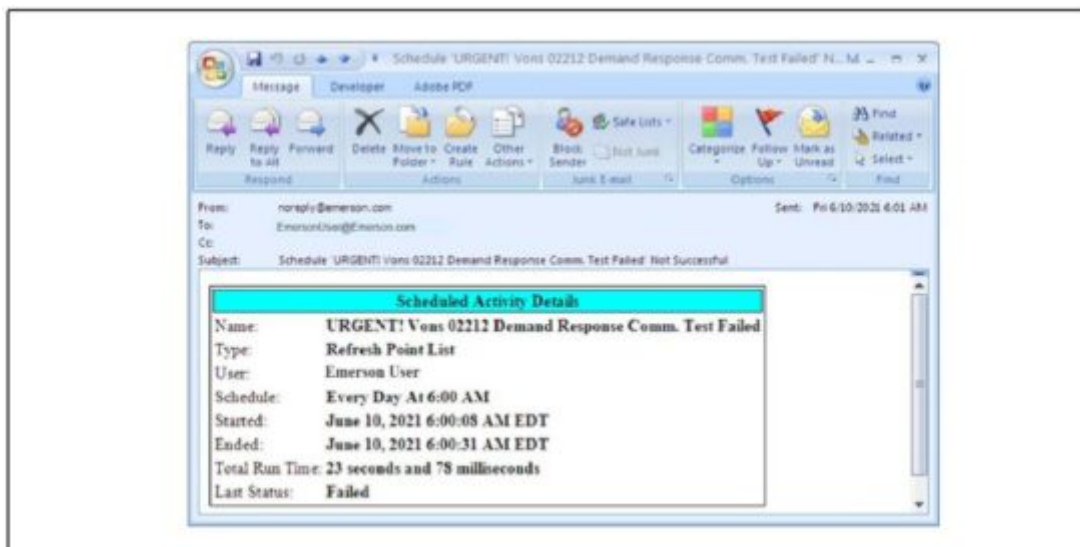 Schedule 'URGENT! Vons 02212 Demand Response Comm. Test Failed' N... M
Message Developer Adobe PDF
Reply Reply to All Forward Delete Move to Folder Create Rule Other Actions Block Sender Safe Lists Not Junk Categorize Follow Up Mark as Unread Find Related Select
Respond Actions Junk E-mail Options Find
From: noreply@emerson.com Sent: Fri 6/10/2021 6:01 AM
To: EmersonUser@Emerson.com
Cc:
Subject: Schedule 'URGENT! Vons 02212 Demand Response Comm. Test Failed' Not Successful
Scheduled Activity Details
Name: URGENT! Vons 02212 Demand Response Comm. Test Failed
Type: Refresh Point List
User: Emerson User
Schedule: Every Day At 6:00 AM
Started: June 10, 2021 6:00:08 AM EDT
Ended: June 10, 2021 6:00:31 AM EDT
Total Run Time: 23 seconds and 78 milliseconds
Last Status: Failed